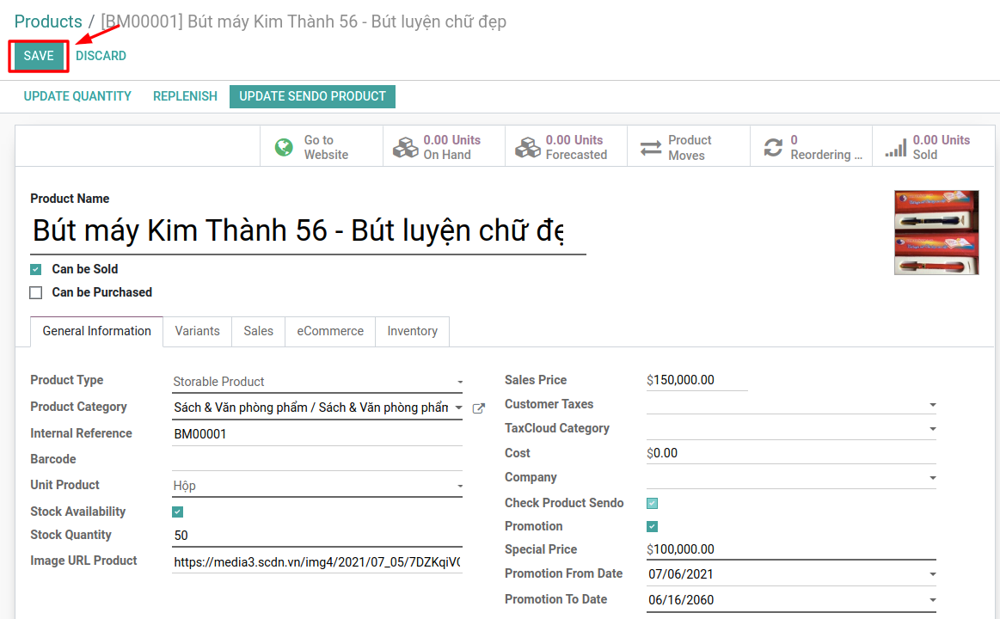 Products / [BM00001] Bút máy Kim Thành 56 - Bút luyện chữ đẹp
SAVE DISCARD
UPDATE QUANTITY REPLENISH UPDATE SENDO PRODUCT
Go to Website
0.00 Units On Hand
0.00 Units Forecasted
Product Moves
0 Reordering ...
0.00 Units Sold
Product Name
Bút máy Kim Thành 56 - Bút luyện chữ
Can be Sold
Can be Purchased
General Information Variants Sales eCommerce Inventory
Product Type Storable Product
Product Category Sách & Văn phòng phẩm / Sách & Văn phòng phẩn
Internal Reference BM00001
Barcode
Unit Product Hộp
Stock Availability
Stock Quantity 50
Image URL Product https://media3.scdn.vn/img4/2021/07_05/7DZKqiV
Sales Price $150,000.00
Customer Taxes
TaxCloud Category
Cost $0.00
Company
Check Product Sendo
Promotion
Special Price $100,000.00
Promotion From Date 07/06/2021
Promotion To Date 06/16/2060